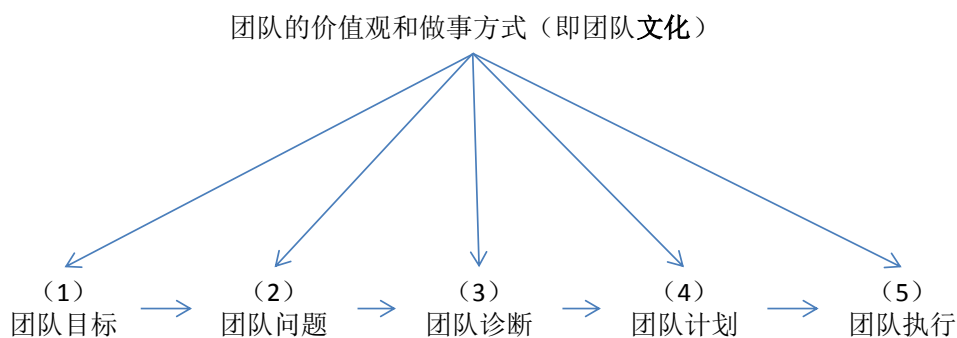 团队的价值观和做事方式（即团队文化）
（1） （2） （3） （4） （5）
团队目标 团队问题 团队诊断 团队计划 团队执行